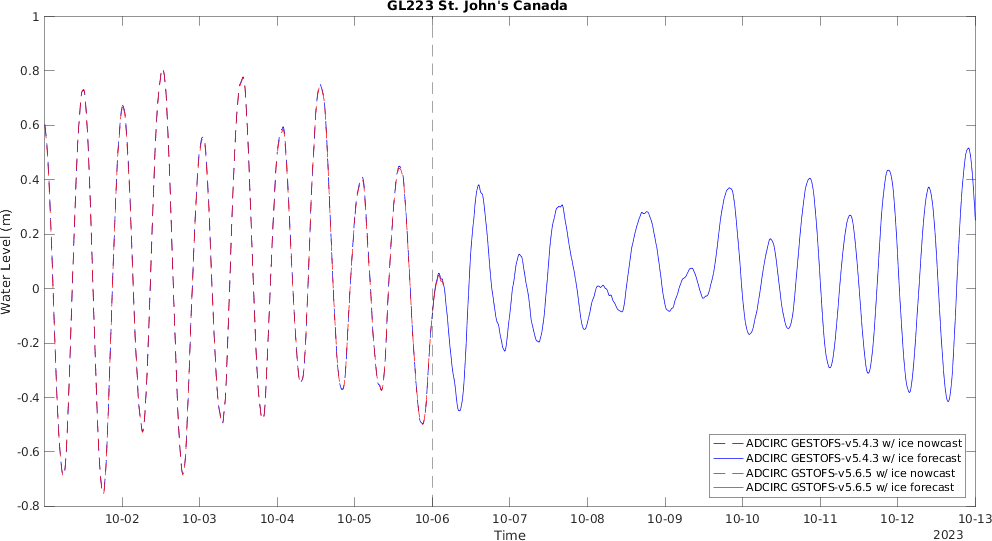 GL223 St. John's Canada
1
0.8
0.6
0.4
0.2
0
-0.2
-0.4
-0.6
-0.8
Water Level (m)
ADCIRC GESTOFS-v5.4.3 w/ ice nowcast
ADCIRC GESTOFS-v5.4.3 w/ ice forecast
ADCIRC GSTOFS-v5.6.5 w/ ice nowcast
ADCIRC GSTOFS-v5.6.5 w/ ice forecast
10-02 10-03 10-04 10-05 10-06 10-07 10-08 10-09 10-10 10-11 10-12 10-13
Time
2023